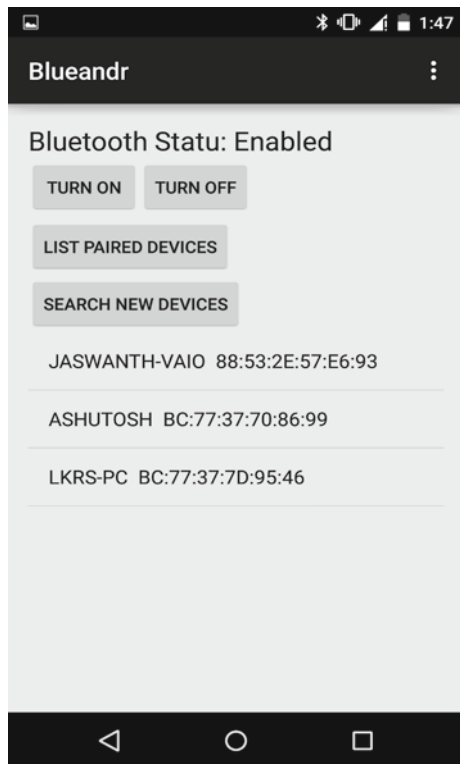 1:47
Blueandr
Bluetooth Statu: Enabled
TURN ON TURN OFF
LIST PAIRED DEVICES
SEARCH NEW DEVICES
JASWANTH-VAIO 88:53:2E:57:E6:93
ASHUTOSH BC:77:37:70:86:99
LKRS-PC BC:77:37:7D:95:46